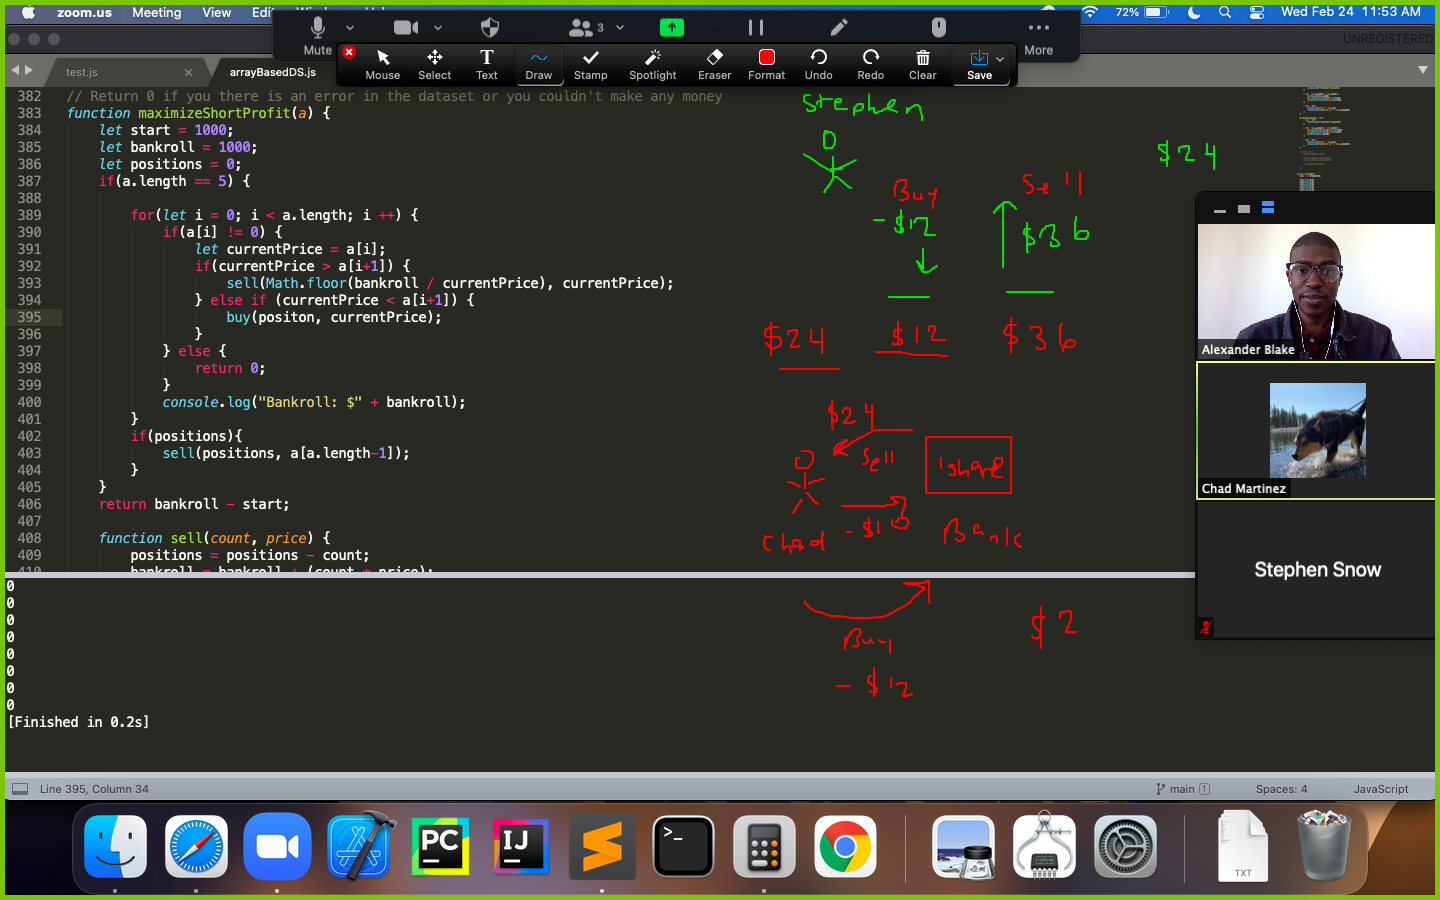 zoom.us Meeting View
72% Wed Feb 24 11:53 AM
3
Mute More
UNREGISTERED
Mouse Select Text Draw Stamp Spotlight Eraser Format Undo Redo Clear Save
test.js arrayBasedDS.js
382 // Return 0 if you there is an error in the dataset or you couldn't make any money
383 function maximizeShortProfit(a) {
384 let start = 1000;
385 let bankroll = 1000;
386 let positions = 0;
387 if(a.length == 5) {
388
389 for(let i = 0; i < a.length; i ++) {
390 if(a[i] != 0) {
391 let currentPrice = a[i];
392 if(currentPrice > a[i+1]) {
393 sell(Math.floor(bankroll / currentPrice), currentPrice);
394 } else if (currentPrice < a[i+1]) {
395 buy(positon, currentPrice);
396 }
397 } else {
398 return 0;
399 }
400 console.log("Bankroll: $" + bankroll);
401 }
402 if(positions){
403 sell(positions, a[a.length-1]);
404 }
405 }
406 return bankroll - start;
407
408 function sell(count, price) {
409 positions = positions - count;
410 bankroll = bankroll + (count * price);
0
0
0
0
0
0
0
0
[Finished in 0.2s]
Stephen
$24
Buy Sell
-$12 $36
$24 $12 $36
$24
Sell 1 share
Chad Bank
Buy $2
- $12
Alexander Blake
Chad Martinez
Stephen Snow
Line 395, Column 34 main 1 Spaces: 4 JavaScript
PC IJ >_ TXT